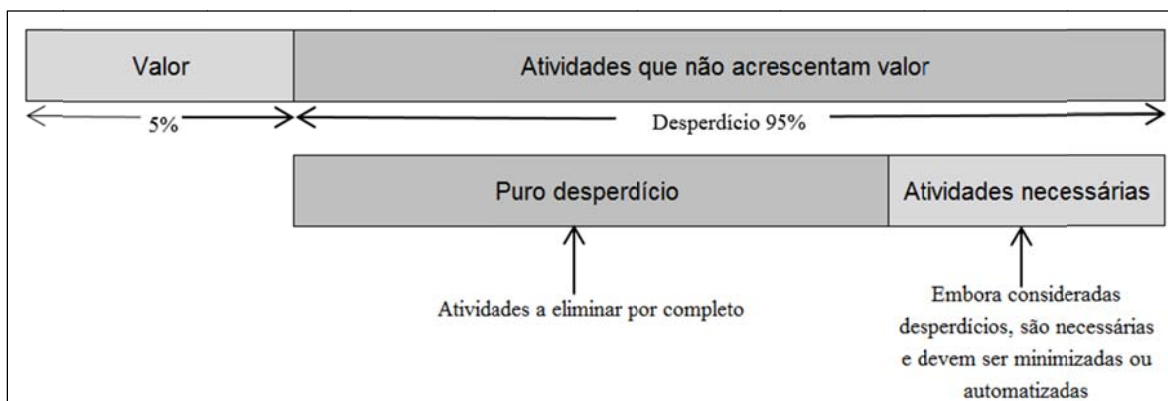 Valor
Atividades que não acrescentam valor
5%
Desperdício 95%
Puro desperdício
Atividades necessárias
Atividades a eliminar por completo
Embora consideradas
desperdícios, são necessárias
e devem ser minimizadas ou
automatizadas